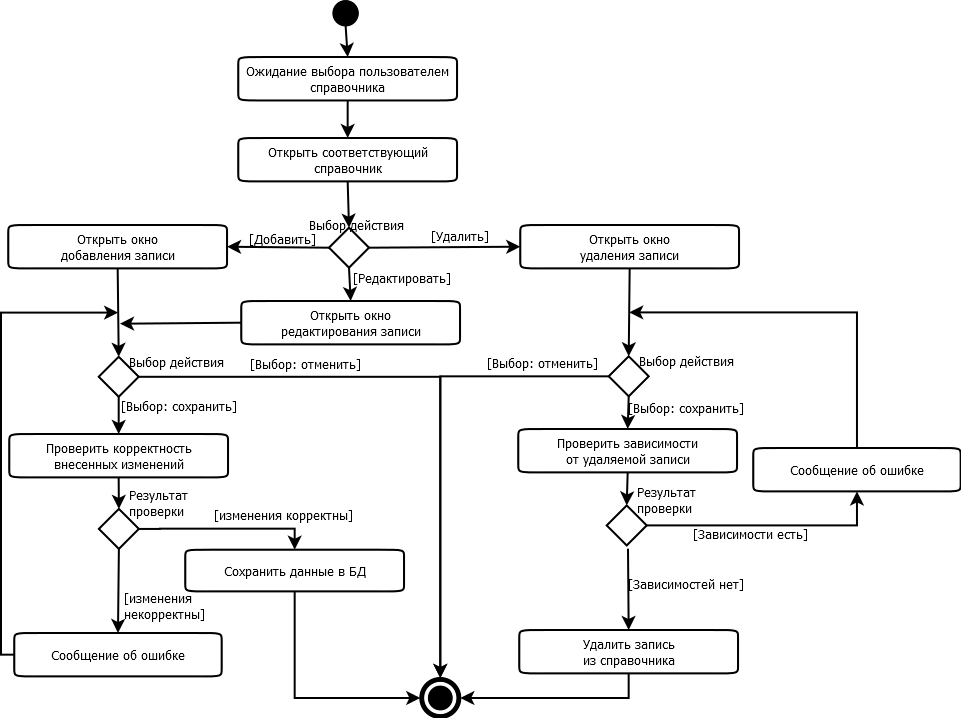 Ожидание выбора пользователем
справочника
Открыть соответствующий
справочник
Выбор действия
[Добавить]
[Удалить]
Открыть окно
добавления записи
Открыть окно
удаления записи
[Редактировать]
Открыть окно
редактирования записи
Выбор действия
[Выбор: отменить]
[Выбор: отменить]
Выбор действия
[Выбор: сохранить]
[Выбор: сохранить]
Проверить корректность
внесенных изменений
Проверить зависимости
от удаляемой записи
Сообщение об ошибке
Результат
проверки
Результат
проверки
[изменения корректны]
[Зависимости есть]
Сохранить данные в БД
[Зависимостей нет]
[изменения
некорректны]
Сообщение об ошибке
Удалить запись
из справочника